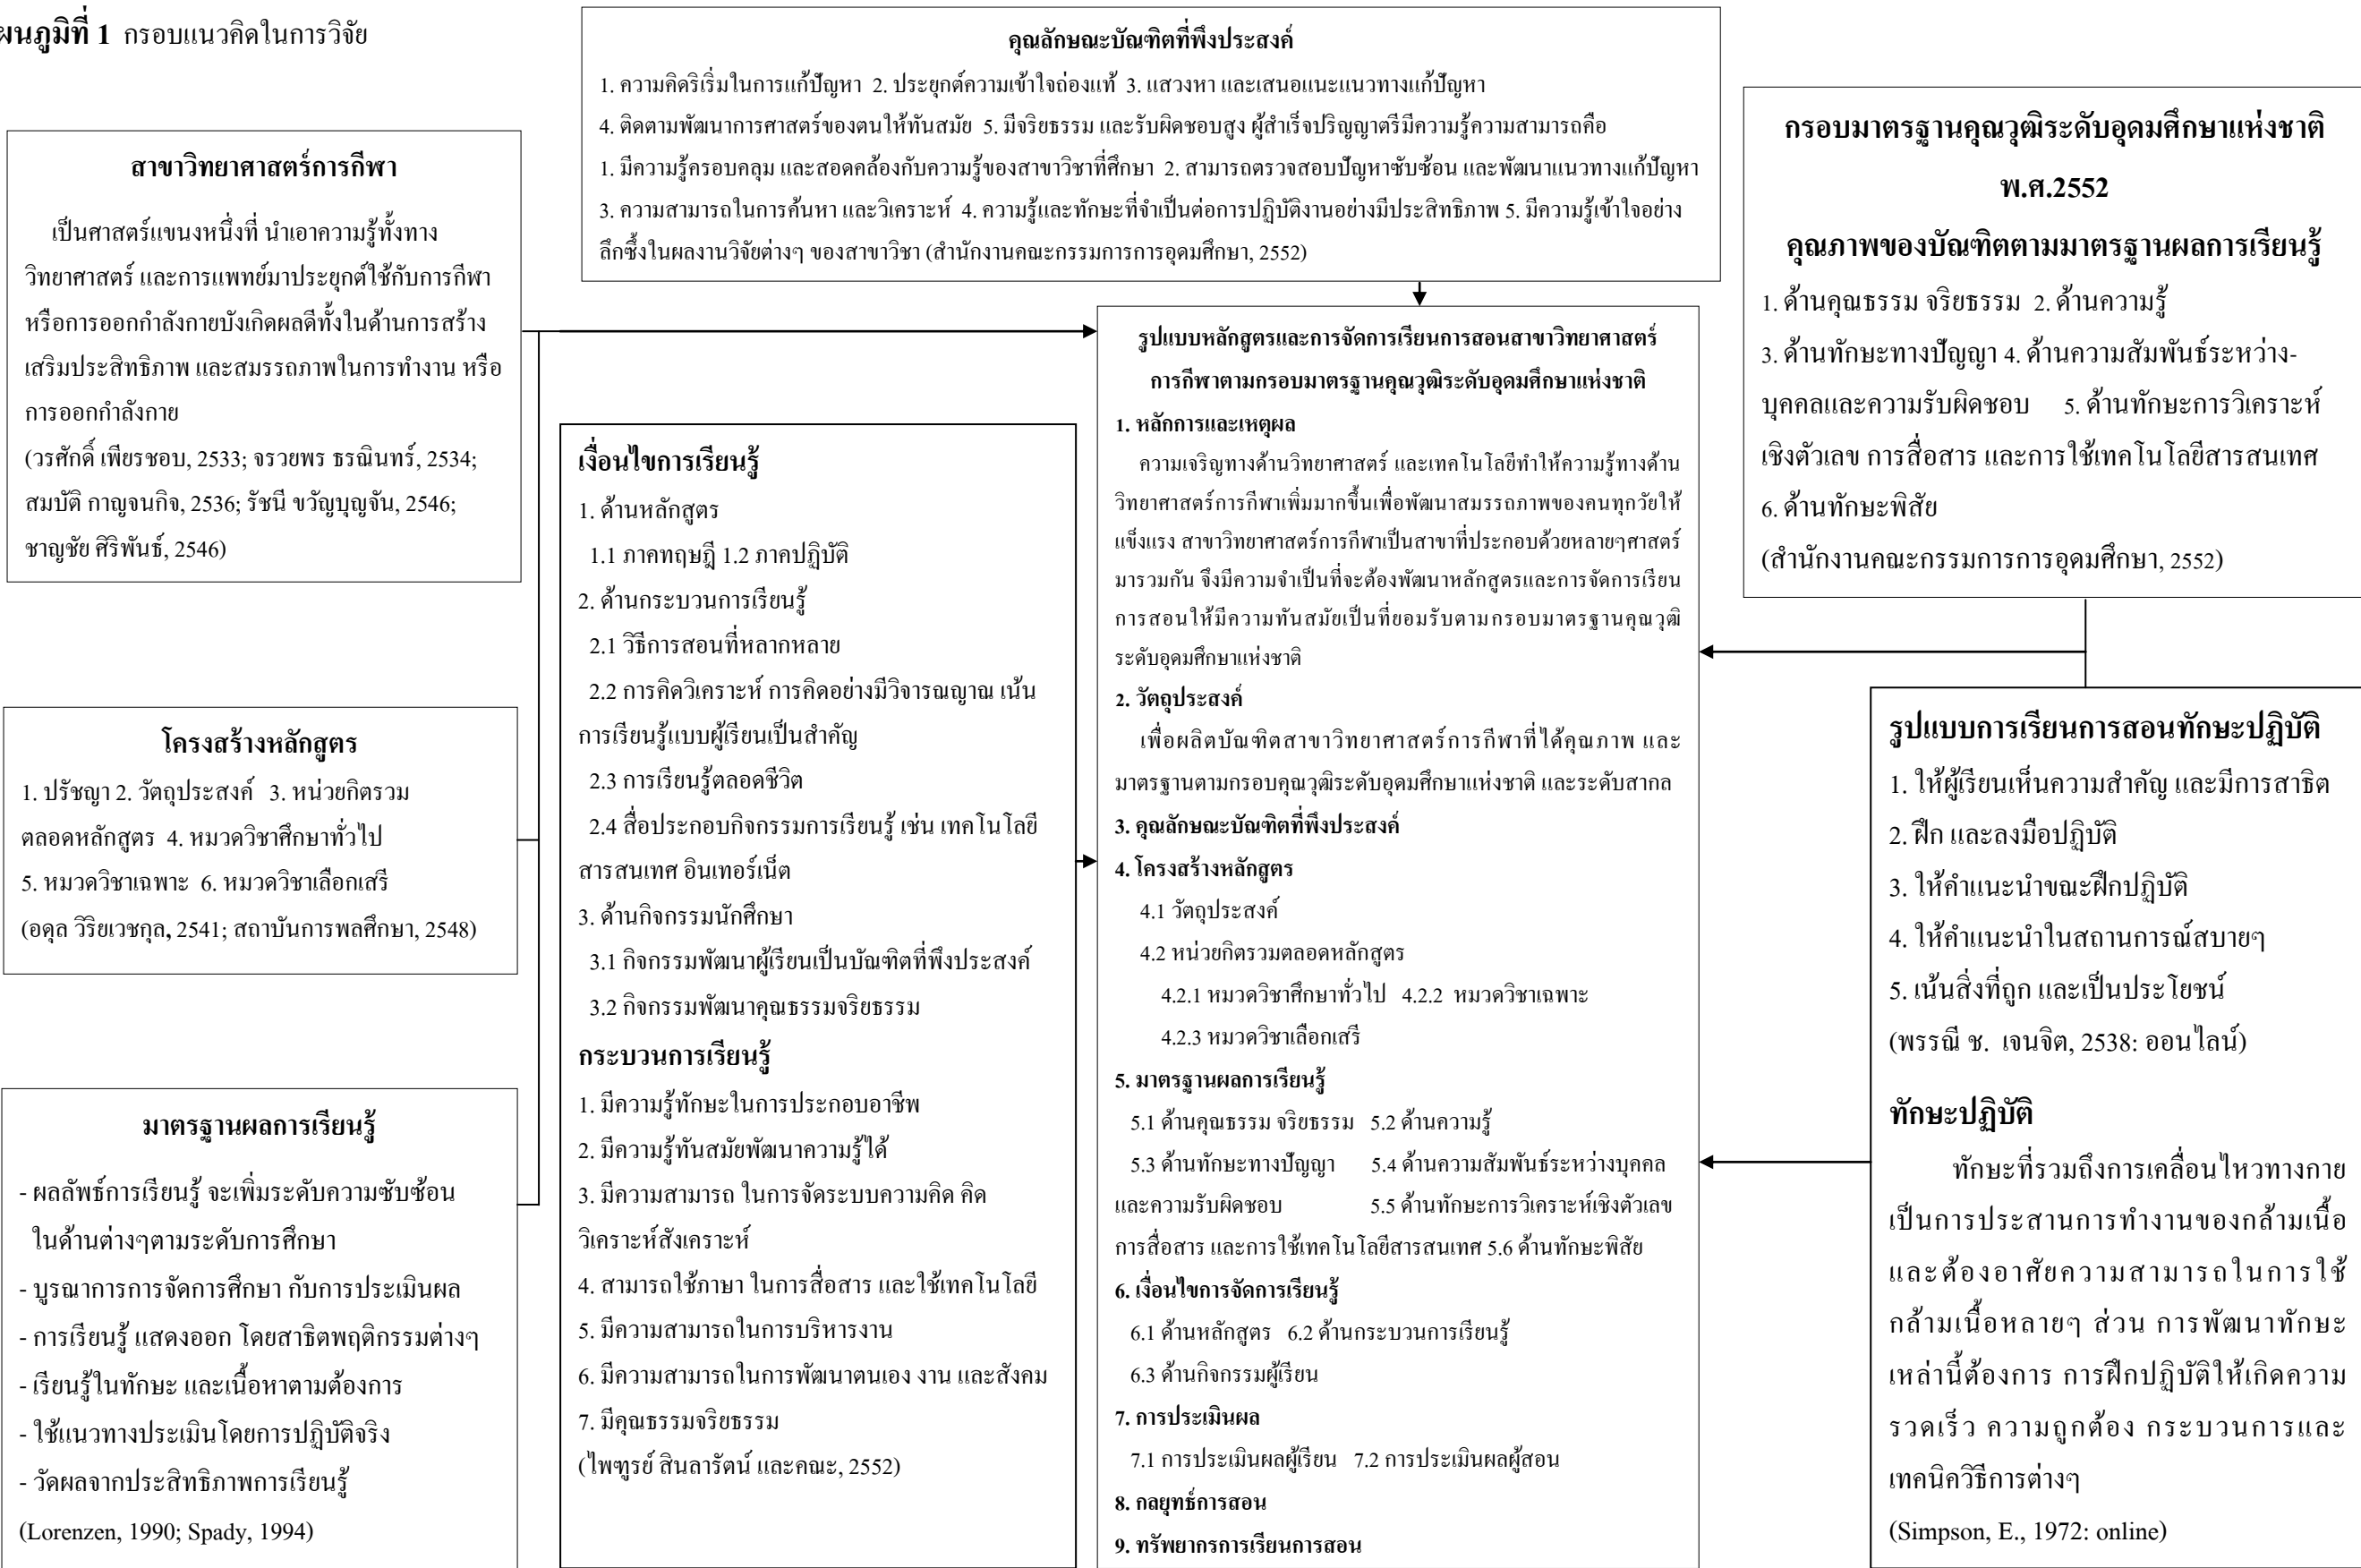 ผนภูมิที่ 1 กรอบแนวคิดในการวิจัย
คุณลักษณะบัณฑิตที่พึงประสงค์
1. ความคิดริเริ่มในการแก้ปัญหา 2. ประยุกต์ความเข้าใจถ่องแท้ 3. แสวงหา และเสนอแนะแนวทางแก้ปัญหา
4. ติดตามพัฒนาการศาสตร์ของตนให้ทันสมัย 5. มีจริยธรรม และรับผิดชอบสูง ผู้สำเร็จปริญญาตรีมีความรู้ความสามารถคือ
1. มีความรู้ครอบคลุม และสอดคล้องกับความรู้ของสาขาวิชาที่ศึกษา 2. สามารถตรวจสอบปัญหาซับซ้อน และพัฒนาแนวทางแก้ปัญหา
3. ความสามารถในการค้นหา และวิเคราะห์ 4. ความรู้และทักษะที่จำเป็นต่อการปฏิบัติงานอย่างมีประสิทธิภาพ 5. มีความรู้เข้าใจอย่าง
ลึกซึ้งในผลงานวิจัยต่างๆ ของสาขาวิชา (สำนักงานคณะกรรมการการอุดมศึกษา, 2552)
สาขาวิทยาศาสตร์การกีฬา
เป็นศาสตร์แขนงหนึ่งที่ นำเอาความรู้ทั้งทาง
วิทยาศาสตร์ และการแพทย์มาประยุกต์ใช้กับการกีฬา
หรือการออกกำลังกายบังเกิดผลดีทั้งในด้านการสร้าง
เสริมประสิทธิภาพ และสมรรถภาพในการทำงาน หรือ
การออกกำลังกาย
(วรศักดิ์ เพียรชอบ, 2533; จรวยพร ธรณินทร์, 2534;
สมบัติ กาญจนกิจ, 2536; รัชนี ขวัญบุญจัน, 2546;
ชาญชัย ศิริพันธ์, 2546)
โครงสร้างหลักสูตร
1. ปรัชญา 2. วัตถุประสงค์ 3. หน่วยกิตรวม
ตลอดหลักสูตร 4. หมวดวิชาศึกษาทั่วไป
5. หมวดวิชาเฉพาะ 6. หมวดวิชาเลือกเสรี
(อดุล วิริยเวชกุล, 2541; สถาบันการพลศึกษา, 2548)
มาตรฐานผลการเรียนรู้
- ผลลัพธ์การเรียนรู้ จะเพิ่มระดับความซับซ้อน
ในด้านต่างๆตามระดับการศึกษา
- บูรณาการการจัดการศึกษา กับการประเมินผล
- การเรียนรู้ แสดงออก โดยสาธิตพฤติกรรมต่างๆ
- เรียนรู้ในทักษะ และเนื้อหาตามต้องการ
- ใช้แนวทางประเมินโดยการปฏิบัติจริง
- วัดผลจากประสิทธิภาพการเรียนรู้
(Lorenzen, 1990; Spady, 1994)
เงื่อนไขการเรียนรู้
1. ด้านหลักสูตร
1.1 ภาคทฤษฎี 1.2 ภาคปฏิบัติ
2. ด้านกระบวนการเรียนรู้
2.1 วิธีการสอนที่หลากหลาย
2.2 การคิดวิเคราะห์ การคิดอย่างมีวิจารณญาณ เน้น
การเรียนรู้แบบผู้เรียนเป็นสำคัญ
2.3 การเรียนรู้ตลอดชีวิต
2.4 สื่อประกอบกิจกรรมการเรียนรู้ เช่น เทคโนโลยี
สารสนเทศ อินเทอร์เน็ต
3. ด้านกิจกรรมนักศึกษา
3.1 กิจกรรมพัฒนาผู้เรียนเป็นบัณฑิตที่พึงประสงค์
3.2 กิจกรรมพัฒนาคุณธรรมจริยธรรม
กระบวนการเรียนรู้
1. มีความรู้ทักษะในการประกอบอาชีพ
2. มีความรู้ทันสมัยพัฒนาความรู้ได้
3. มีความสามารถ ในการจัดระบบความคิด คิด
วิเคราะห์สังเคราะห์
4. สามารถใช้ภาษา ในการสื่อสาร และใช้เทคโนโลยี
5. มีความสามารถในการบริหารงาน
6. มีความสามารถในการพัฒนาตนเอง งาน และสังคม
7. มีคุณธรรมจริยธรรม
(ไพฑูรย์ สินลารัตน์ และคณะ, 2552)
รูปแบบหลักสูตรและการจัดการเรียนการสอนสาขาวิทยาศาสตร์
การกีฬาตามกรอบมาตรฐานคุณวุฒิระดับอุดมศึกษาแห่งชาติ
1. หลักการและเหตุผล
ความเจริญทางด้านวิทยาศาสตร์ และเทคโนโลยีทำให้ความรู้ทางด้าน
วิทยาศาสตร์การกีฬาเพิ่มมากขึ้นเพื่อพัฒนาสมรรถภาพของคนทุกวัยให้
แข็งแรง สาขาวิทยาศาสตร์การกีฬาเป็นสาขาที่ประกอบด้วยหลายๆศาสตร์
มารวมกัน จึงมีความจำเป็นที่จะต้องพัฒนาหลักสูตรและการจัดการเรียน
การสอนให้มีความทันสมัยเป็นที่ยอมรับตามกรอบมาตรฐานคุณวุฒิ
ระดับอุดมศึกษาแห่งชาติ
2. วัตถุประสงค์
เพื่อผลิตบัณฑิตสาขาวิทยาศาสตร์การกีฬาที่ได้คุณภาพ และ
มาตรฐานตามกรอบคุณวุฒิระดับอุดมศึกษาแห่งชาติ และระดับสากล
3. คุณลักษณะบัณฑิตที่พึงประสงค์
4. โครงสร้างหลักสูตร
4.1 วัตถุประสงค์
4.2 หน่วยกิตรวมตลอดหลักสูตร
4.2.1 หมวดวิชาศึกษาทั่วไป 4.2.2 หมวดวิชาเฉพาะ
4.2.3 หมวดวิชาเลือกเสรี
5. มาตรฐานผลการเรียนรู้
5.1 ด้านคุณธรรม จริยธรรม 5.2 ด้านความรู้
5.3 ด้านทักษะทางปัญญา 5.4 ด้านความสัมพันธ์ระหว่างบุคคล
และความรับผิดชอบ 5.5 ด้านทักษะการวิเคราะห์เชิงตัวเลข
การสื่อสาร และการใช้เทคโนโลยีสารสนเทศ 5.6 ด้านทักษะพิสัย
6. เงื่อนไขการจัดการเรียนรู้
6.1 ด้านหลักสูตร 6.2 ด้านกระบวนการเรียนรู้
6.3 ด้านกิจกรรมผู้เรียน
7. การประเมินผล
7.1 การประเมินผลผู้เรียน 7.2 การประเมินผลผู้สอน
8. กลยุทธ์การสอน
9. ทรัพยากรการเรียนการสอน
กรอบมาตรฐานคุณวุฒิระดับอุดมศึกษาแห่งชาติ
พ.ศ.2552
คุณภาพของบัณฑิตตามมาตรฐานผลการเรียนรู้
1. ด้านคุณธรรม จริยธรรม 2. ด้านความรู้
3. ด้านทักษะทางปัญญา 4. ด้านความสัมพันธ์ระหว่าง-
บุคคลและความรับผิดชอบ 5. ด้านทักษะการวิเคราะห์
เชิงตัวเลข การสื่อสาร และการใช้เทคโนโลยีสารสนเทศ
6. ด้านทักษะพิสัย
(สำนักงานคณะกรรมการการอุดมศึกษา, 2552)
รูปแบบการเรียนการสอนทักษะปฏิบัติ
1. ให้ผู้เรียนเห็นความสำคัญ และมีการสาธิต
2. ฝึก และลงมือปฏิบัติ
3. ให้คำแนะนำขณะฝึกปฏิบัติ
4. ให้คำแนะนำในสถานการณ์สบายๆ
5. เน้นสิ่งที่ถูก และเป็นประโยชน์
(พรรณี ช. เจนจิต, 2538: ออนไลน์)
ทักษะปฏิบัติ
ทักษะที่รวมถึงการเคลื่อนไหวทางกาย
เป็นการประสานการทำงานของกล้ามเนื้อ
และต้องอาศัยความสามารถในการใช้
กล้ามเนื้อหลายๆ ส่วน การพัฒนาทักษะ
เหล่านี้ต้องการ การฝึกปฏิบัติให้เกิดความ
รวดเร็ว ความถูกต้อง กระบวนการและ
เทคนิควิธีการต่างๆ
(Simpson, E., 1972: online)